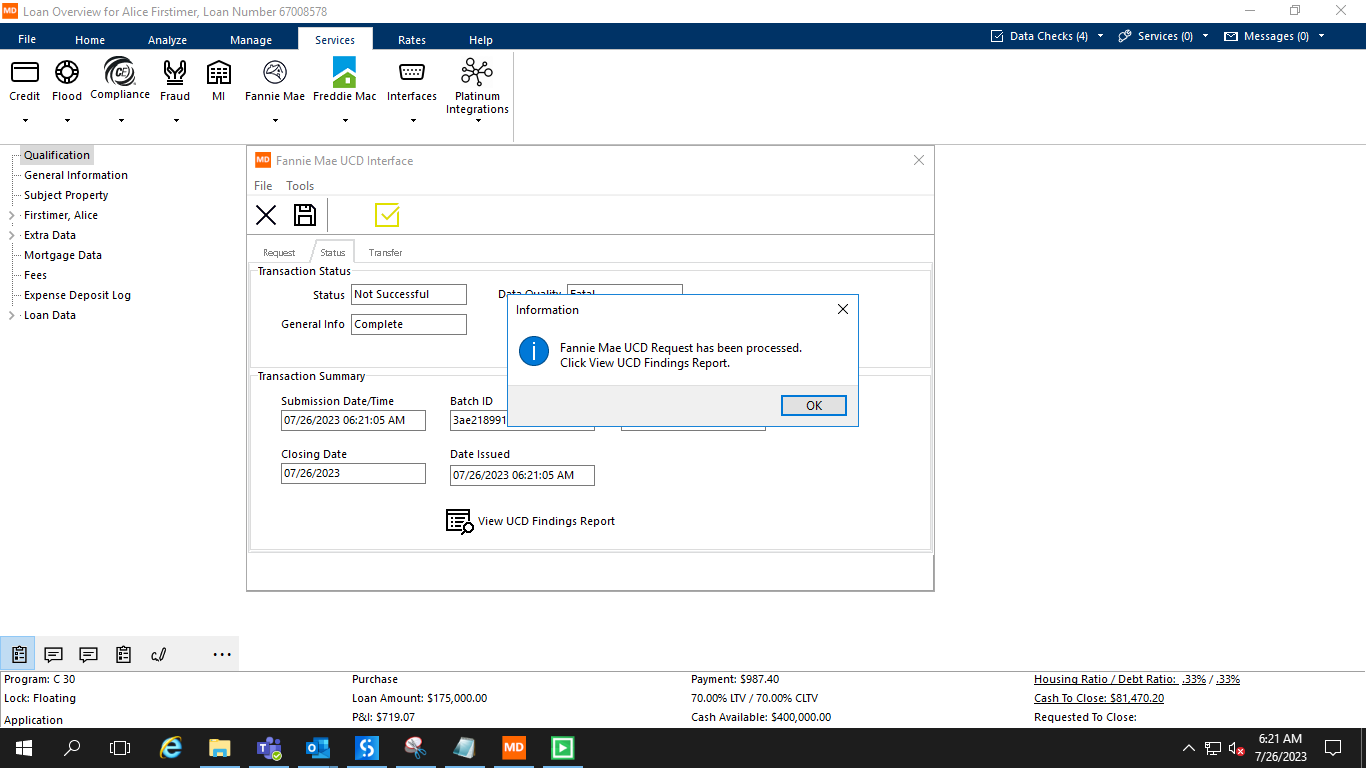 MD Loan Overview for Alice Firstimer, Loan Number 67008578
File Home Analyze Manage Services Rates Help Data Checks (4) Services (0) Messages (0)
Credit Flood Compliance Fraud MI Fannie Mae Freddie Mac Interfaces Platinum
Integrations
Qualification
General Information
Subject Property
Firstimer, Alice
Extra Data
Mortgage Data
Fees
Expense Deposit Log
Loan Data
MD Fannie Mae UCD Interface
File Tools
Request Status Transfer
Transaction Status
Status Not Successful Data Quality Fatal
General Info Complete
Information
Fannie Mae UCD Request has been processed.
Click View UCD Findings Report.
OK
Transaction Summary
Submission Date/Time Batch ID
07/26/2023 06:21:05 AM 3ae218991
Closing Date Date Issued
07/26/2023 07/26/2023 06:21:05 AM
View UCD Findings Report
Program: C 30 Purchase Payment: $987.40 Housing Ratio / Debt Ratio: .33% / .33%
Lock: Floating Loan Amount: $175,000.00 70.00% LTV / 70.00% CLTV Cash To Close: $81,470.20
Application P&I: $719.07 Cash Available: $400,000.00 Requested To Close:
MD
6:21 AM
7/26/2023